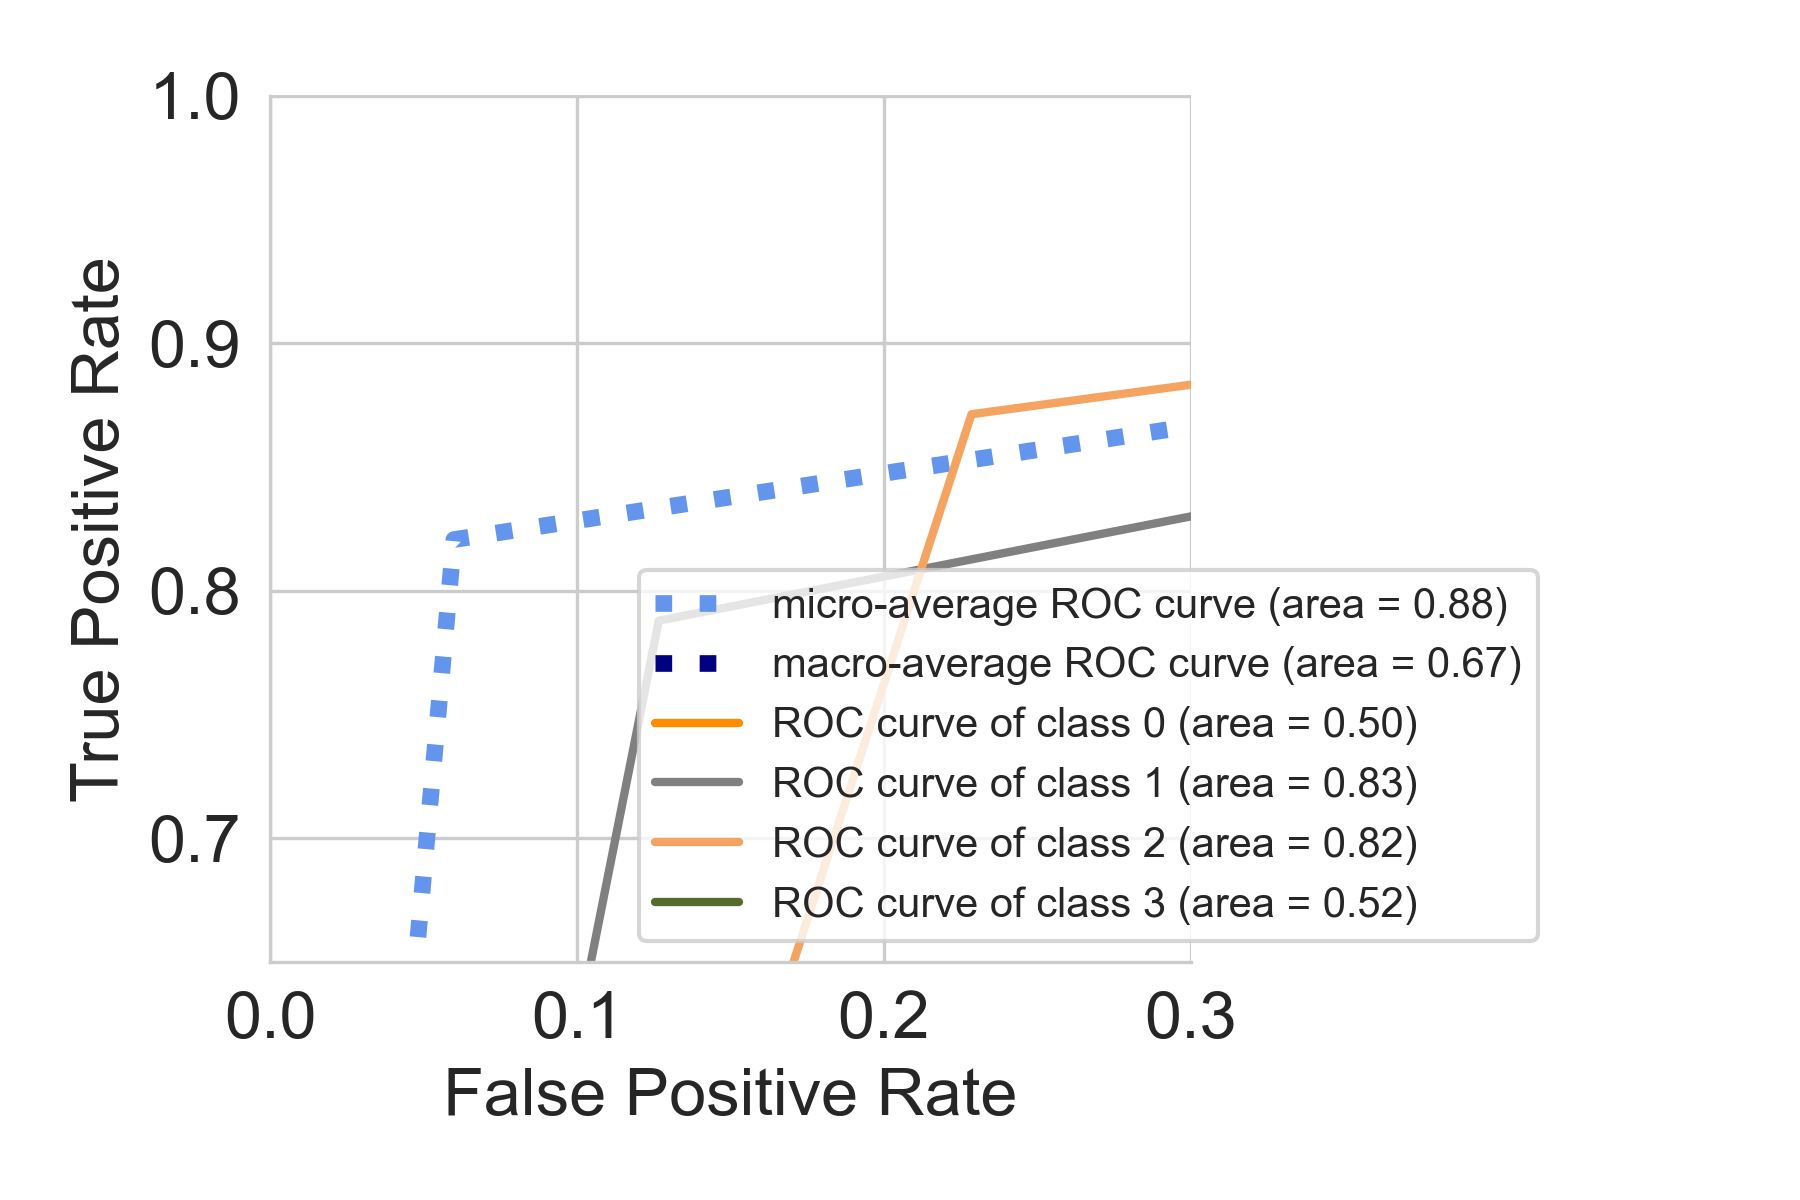 1.0
0.9
0.8
0.7
True Positive Rate
micro-average ROC curve (area = 0.88)
macro-average ROC curve (area = 0.67)
ROC curve of class 0 (area = 0.50)
ROC curve of class 1 (area = 0.83)
ROC curve of class 2 (area = 0.82)
ROC curve of class 3 (area = 0.52)
0.0 0.1 0.2 0.3
False Positive Rate